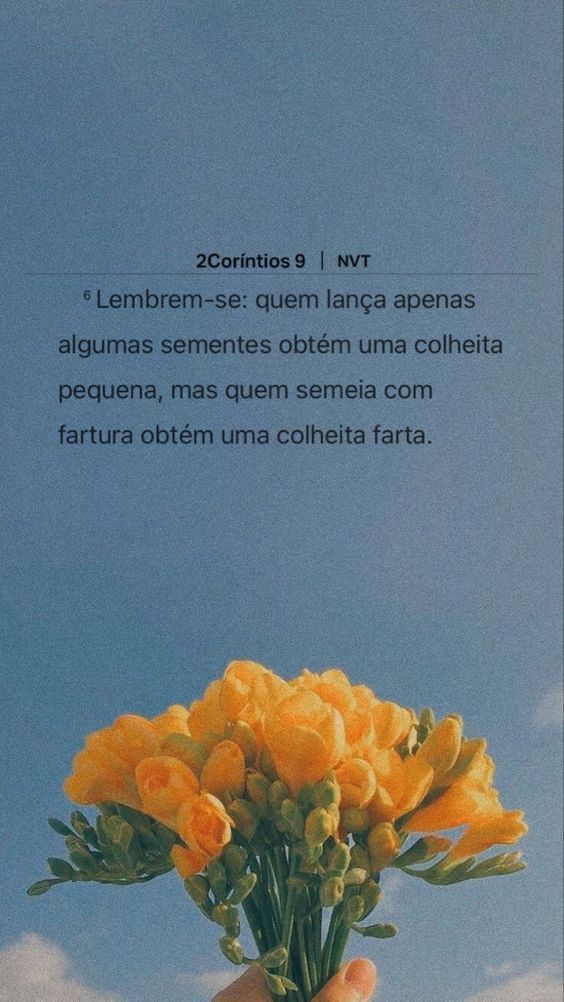 2Coríntios 9 | NVT
6 Lembrem-se: quem lança apenas
algumas sementes obtém uma colheita
pequena, mas quem semeia com
fartura obtém uma colheita farta.